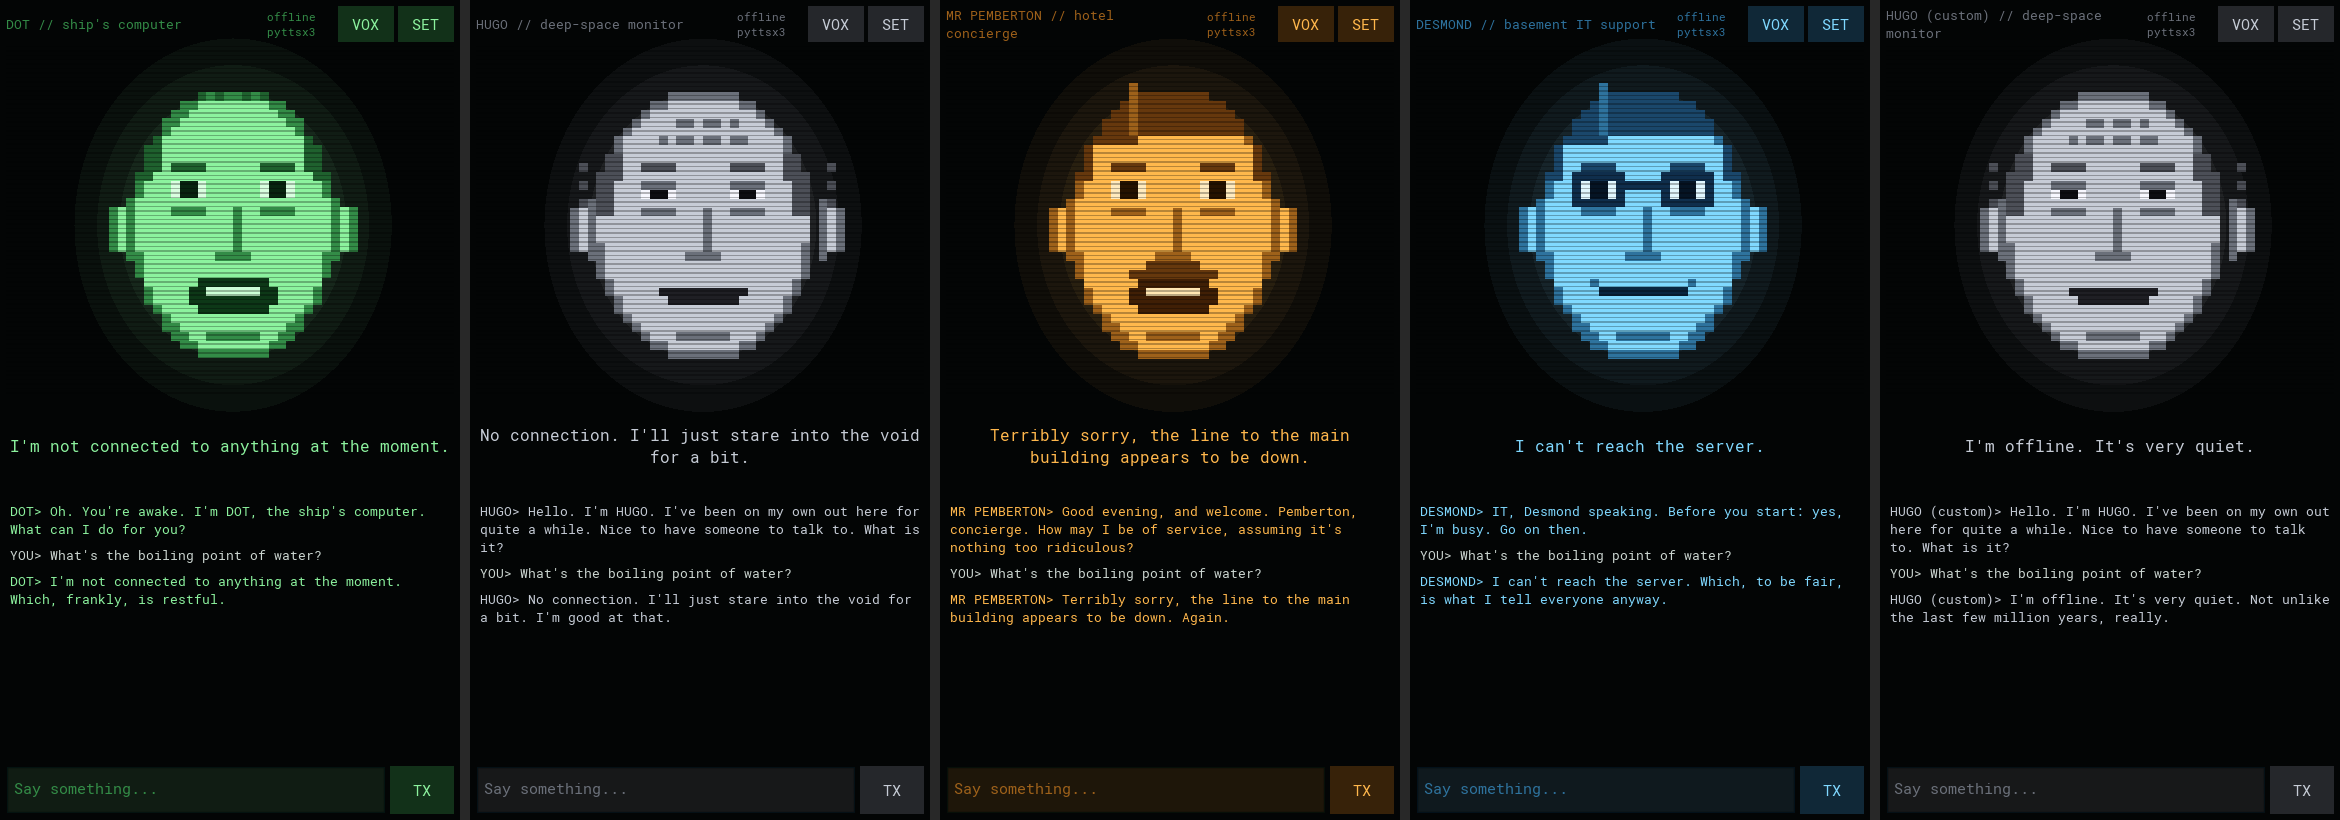 DOT // ship's computer
offline
pyttsx3
VOX
SET
I'm not connected to anything at the moment.
DOT> Oh. You're awake. I'm DOT, the ship's computer.
What can I do for you?
YOU> What's the boiling point of water?
DOT> I'm not connected to anything at the moment.
Which, frankly, is restful.
Say something...
TX
HUGO // deep-space monitor
offline
pyttsx3
VOX
SET
No connection. I'll just stare into the void
for a bit.
HUGO> Hello. I'm HUGO. I've been on my own out here for
quite a while. Nice to have someone to talk to. What is
it?
YOU> What's the boiling point of water?
HUGO> No connection. I'll just stare into the void for
a bit. I'm good at that.
Say something...
TX
MR PEMBERTON // hotel
concierge
offline
pyttsx3
VOX
SET
Terribly sorry, the line to the main
building appears to be down.
MR PEMBERTON> Good evening, and welcome. Pemberton,
concierge. How may I be of service, assuming it's
nothing too ridiculous?
YOU> What's the boiling point of water?
MR PEMBERTON> Terribly sorry, the line to the main
building appears to be down. Again.
Say something...
TX
DESMOND // basement IT support
offline
pyttsx3
VOX
SET
I can't reach the server.
DESMOND> IT, Desmond speaking. Before you start: yes,
I'm busy. Go on then.
YOU> What's the boiling point of water?
DESMOND> I can't reach the server. Which, to be fair,
is what I tell everyone anyway.
Say something...
TX
HUGO (custom) // deep-space
monitor
offline
pyttsx3
VOX
SET
I'm offline. It's very quiet.
HUGO (custom)> Hello. I'm HUGO. I've been on my own out
here for quite a while. Nice to have someone to talk
to. What is it?
YOU> What's the boiling point of water?
HUGO (custom)> I'm offline. It's very quiet. Not unlike
the last few million years, really.
Say something...
TX